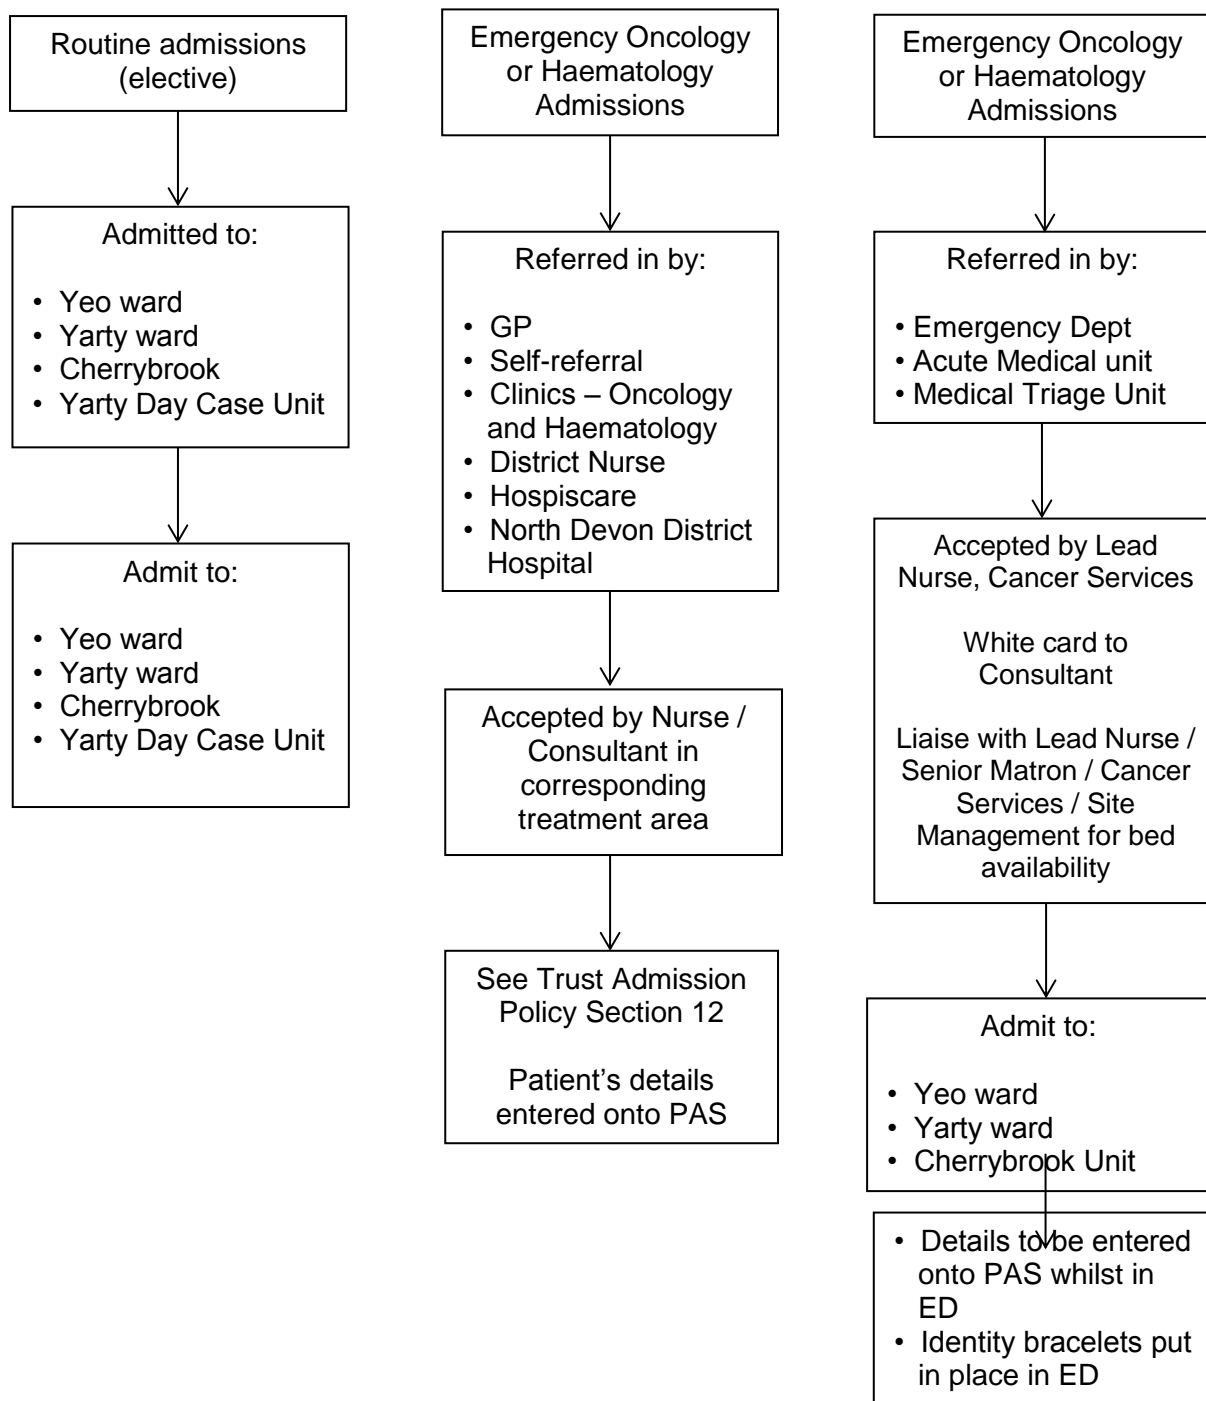 Routine admissions
(elective)
Admitted to:
• Yeo ward
• Yarty ward
• Cherrybrook
• Yarty Day Case Unit
Admit to:
• Yeo ward
• Yarty ward
• Cherrybrook
• Yarty Day Case Unit
Emergency Oncology
or Haematology
Admissions
Referred in by:
• GP
• Self-referral
• Clinics – Oncology
and Haematology
• District Nurse
• Hospiscare
• North Devon District
Hospital
Accepted by Nurse /
Consultant in
corresponding
treatment area
See Trust Admission
Policy Section 12
Patient’s details
entered onto PAS
Emergency Oncology
or Haematology
Admissions
Referred in by:
• Emergency Dept
• Acute Medical unit
• Medical Triage Unit
Accepted by Lead
Nurse, Cancer Services
White card to
Consultant
Liaise with Lead Nurse /
Senior Matron / Cancer
Services / Site
Management for bed
availability
Admit to:
• Yeo ward
• Yarty ward
• Cherrybrook Unit
• Details to be entered
onto PAS whilst in
ED
• Identity bracelets put
in place in ED